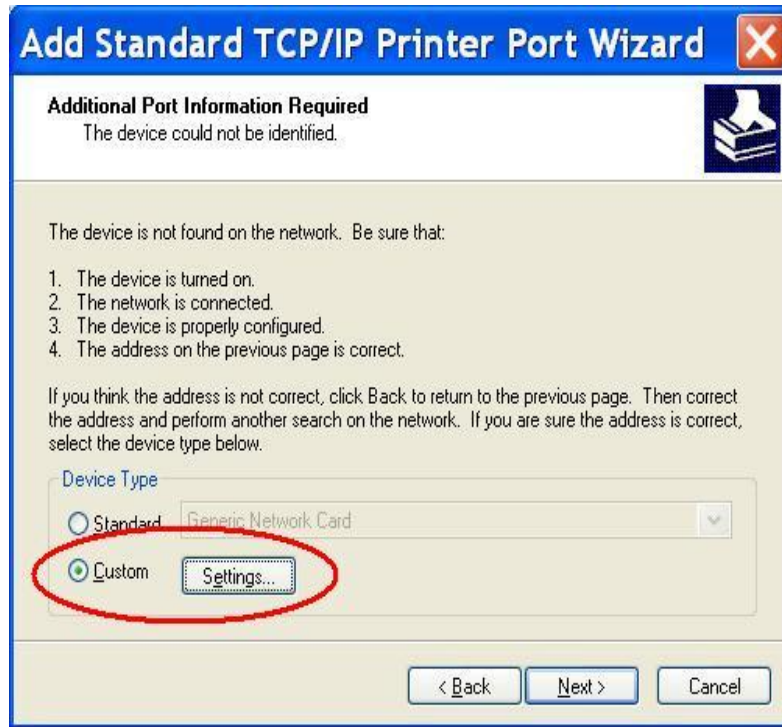 Add Standard TCP/IP Printer Port Wizard
Additional Port Information Required
The device could not be identified.
The device is not found on the network. Be sure that:
1. The device is turned on.
2. The network is connected.
3. The device is properly configured.
4. The address on the previous page is correct.
If you think the address is not correct, click Back to return to the previous page. Then correct
the address and perform another search on the network. If you are sure the address is correct,
select the device type below.
Device Type
Standard Generic Network Card
Custom Settings...
< Back Next > Cancel